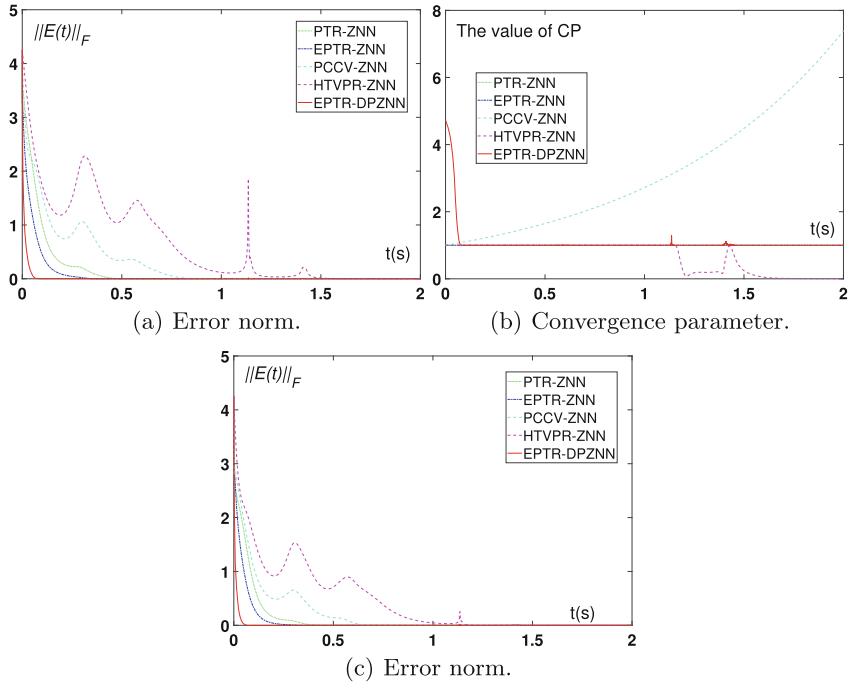 5
4
3
2
1
0
||E(t)||F
PTR-ZNN
EPTR-ZNN
PCCV-ZNN
HTVPR-ZNN
EPTR-DPZNN
t(s)
0 0.5 1 1.5 2
(a) Error norm.
8
6
4
2
0
The value of CP
PTR-ZNN
EPTR-ZNN
PCCV-ZNN
HTVPR-ZNN
EPTR-DPZNN
t(s)
0 0.5 1 1.5 2
(b) Convergence parameter.
5
4
3
2
1
0
||E(t)||F
PTR-ZNN
EPTR-ZNN
PCCV-ZNN
HTVPR-ZNN
EPTR-DPZNN
t(s)
0 0.5 1 1.5 2
(c) Error norm.